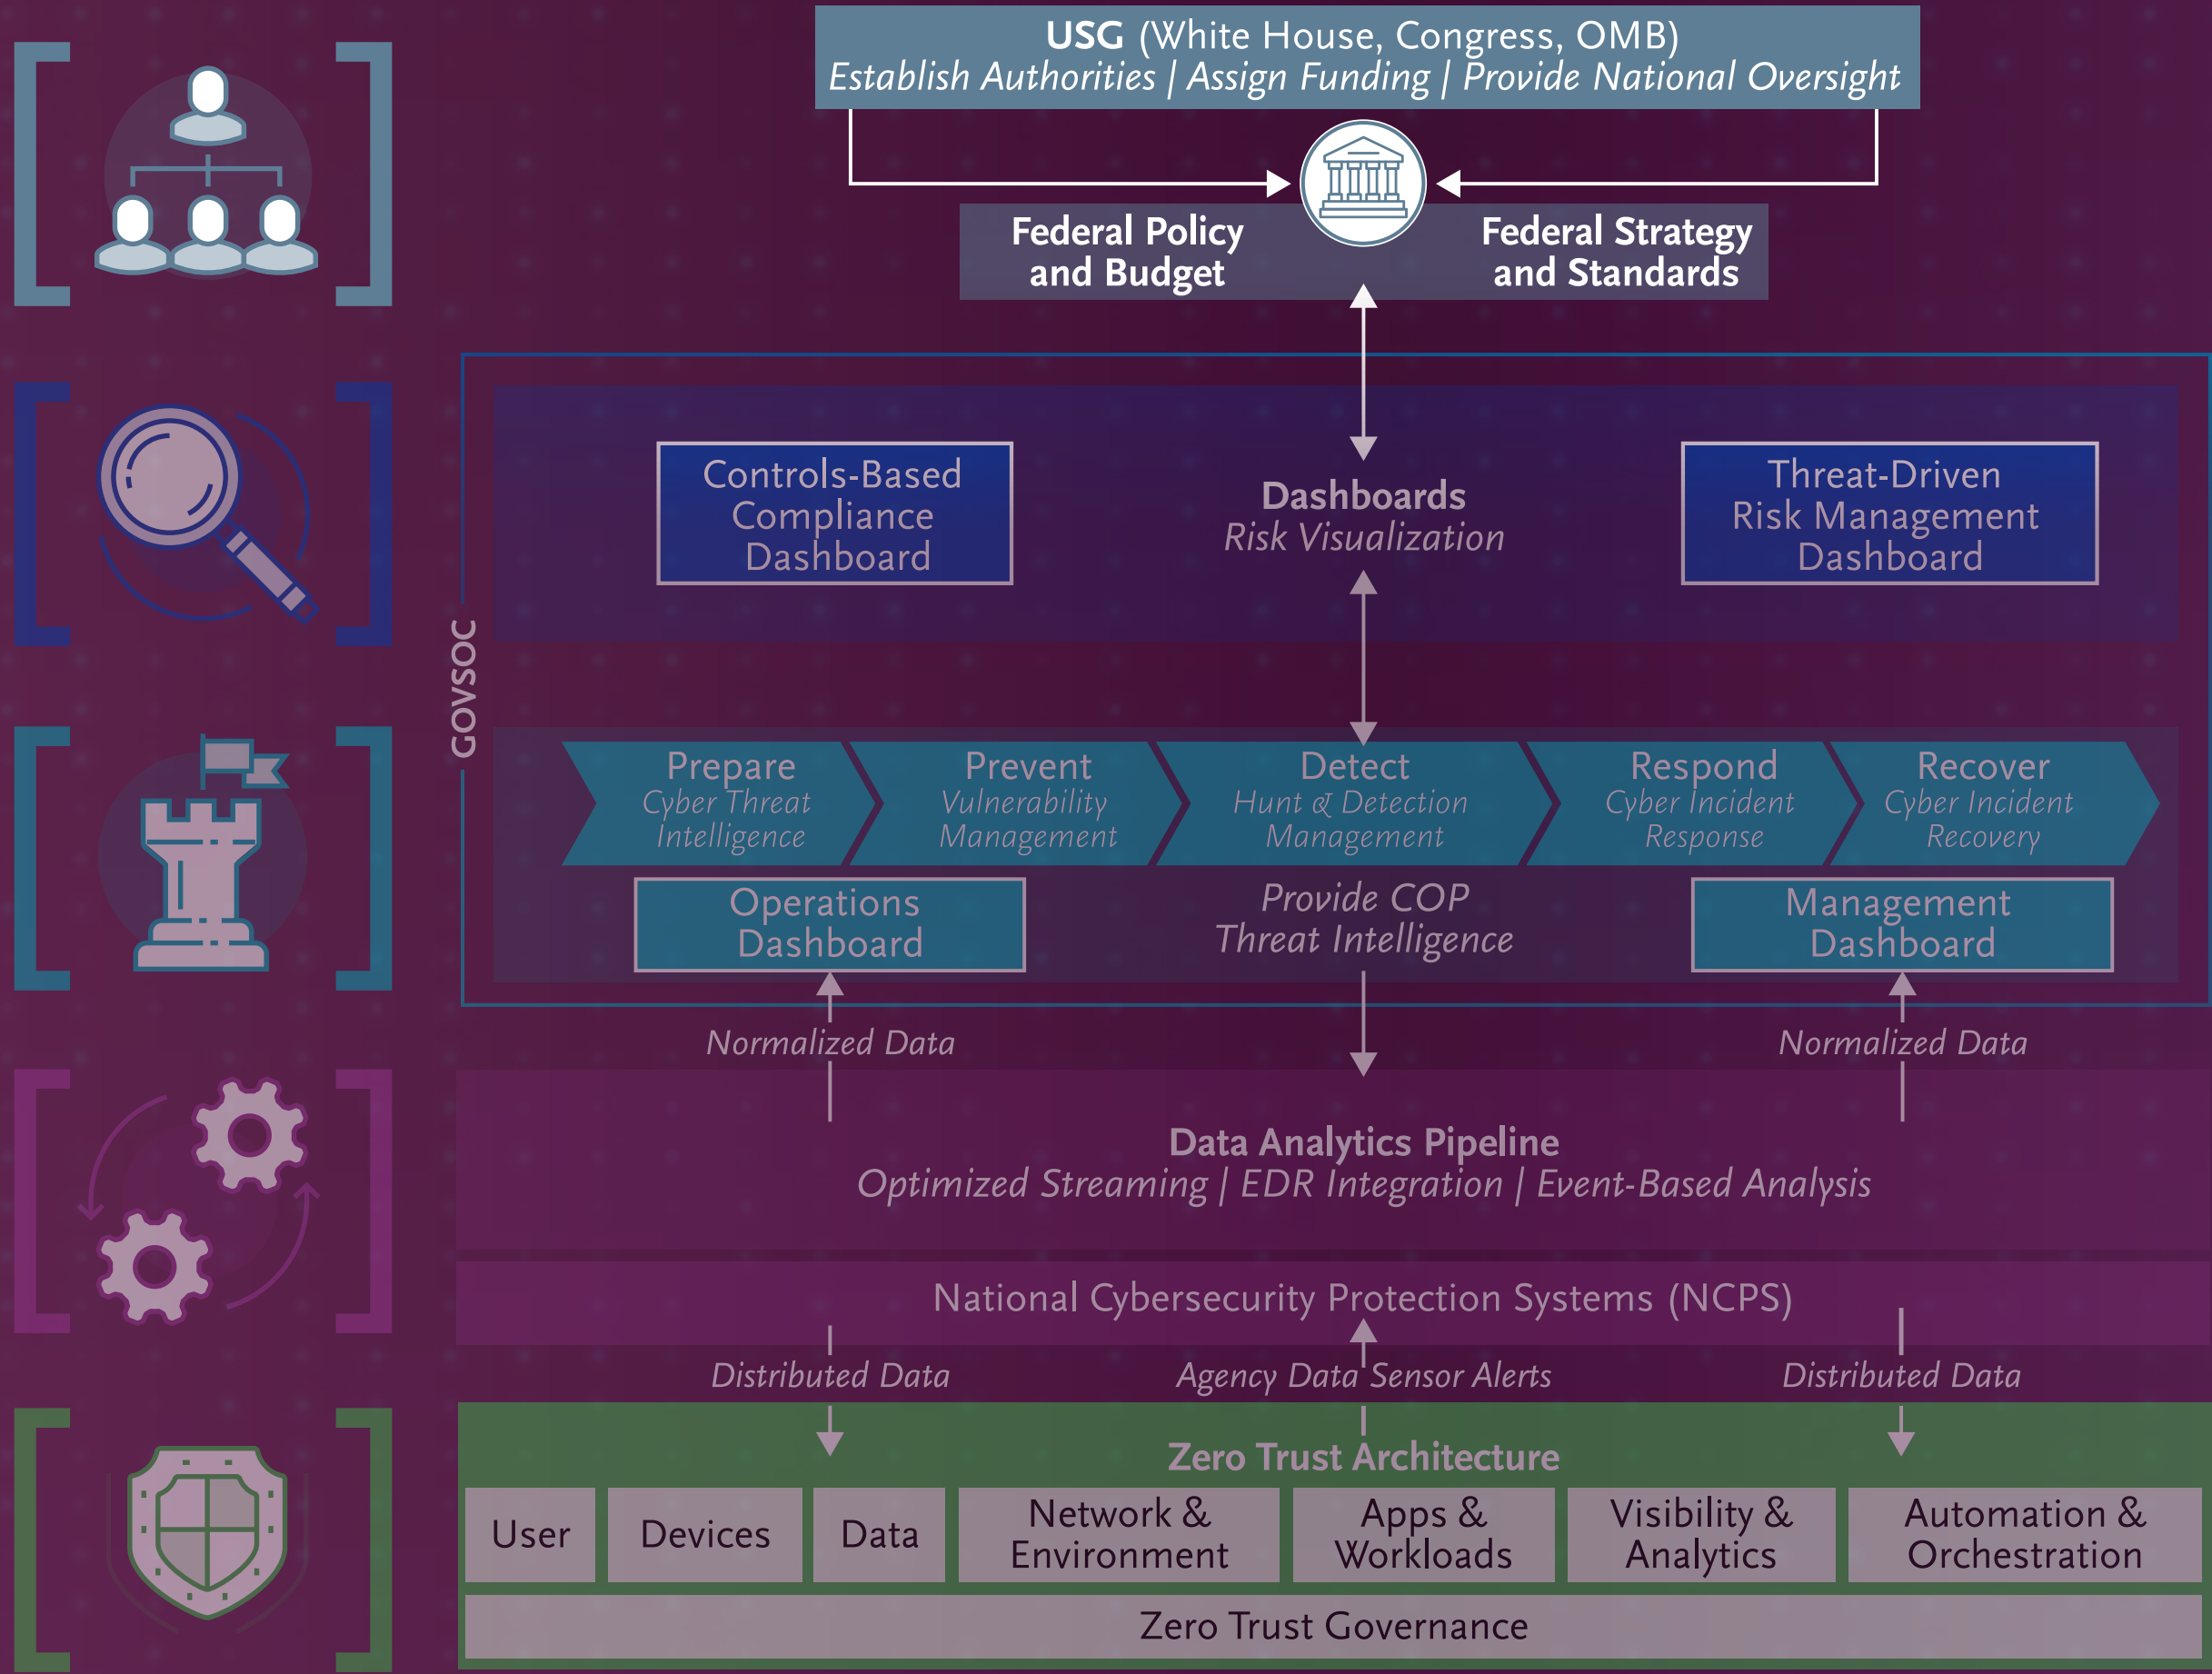 USG (White House, Congress, OMB)
Establish Authorities | Assign Funding | Provide National Oversight
Federal Policy
and Budget
Federal Strategy
and Standards
GOVSOC
Controls-Based
Compliance
Dashboard
Dashboards
Risk Visualization
Threat-Driven
Risk Management
Dashboard
Prepare
Cyber Threat
Intelligence
Prevent
Vulnerability
Management
Detect
Hunt & Detection
Management
Respond
Cyber Incident
Response
Recover
Cyber Incident
Recovery
Operations
Dashboard
Provide COP
Threat Intelligence
Management
Dashboard
Normalized Data
Normalized Data
Data Analytics Pipeline
Optimized Streaming | EDR Integration | Event-Based Analysis
National Cybersecurity Protection Systems (NCPS)
Distributed Data
Agency Data Sensor Alerts
Distributed Data
Zero Trust Architecture
User
Devices
Data
Network &
Environment
Apps &
Workloads
Visibility &
Analytics
Automation &
Orchestration
Zero Trust Governance